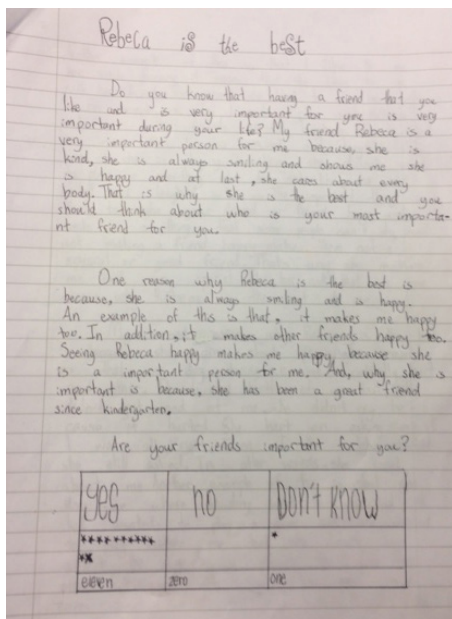 Rebeca is the best
Do you know that having a friend that you
like and is very important for you is very
important during your life? My friend Rebeca is a
very important person for me because, she is
kind, she is always smiling and shows me she
is happy and at last, she cares about every
body. That is why she is the best and you
should think about who is your most importa-
nt friend for you.
One reason why Rebeca is the best is
because, she is always smiling and is happy.
An example of this is that, it makes me happy
too. In addition, it makes other friends happy too.
Seeing Rebeca happy makes me happy, because she
is a important person for me. And, why she is
important is because, she has been a great friend
since kindergarten.
Are your friends important for you?
yes no Don't know
********** *
*x
eleven zero one